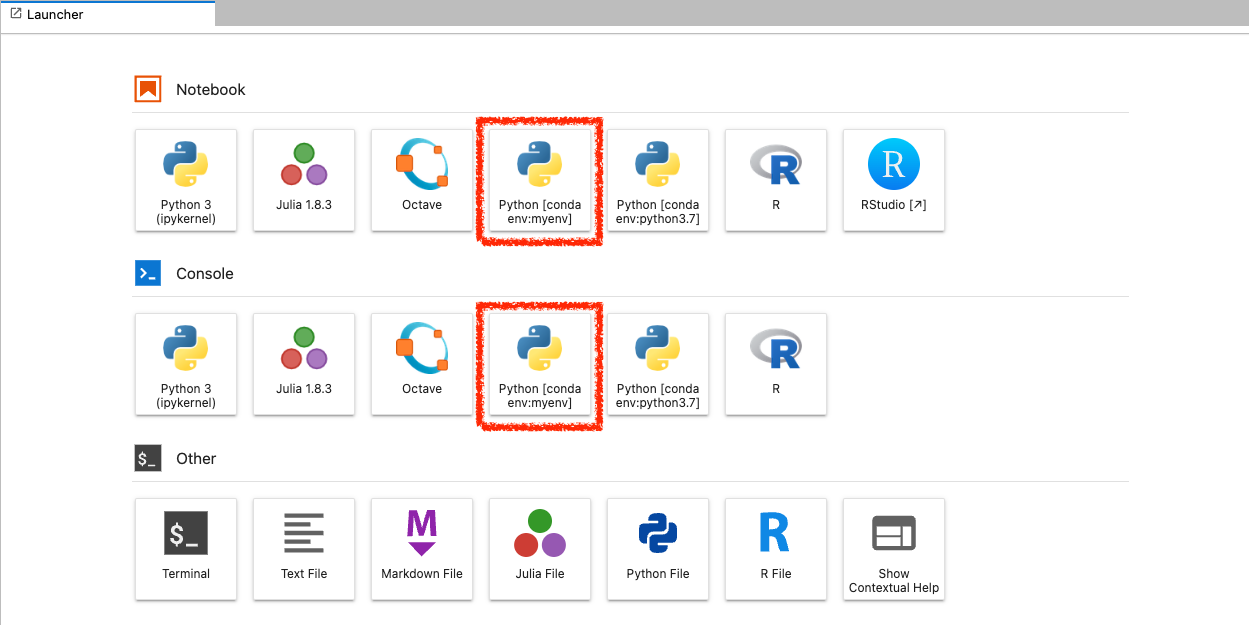 Launcher
Notebook
Python 3
(ipykernel)
Julia 1.8.3
Octave
Python [conda
env:myenv]
Python [conda
env:python3.7]
R
R
RStudio [↗]
Console
Python 3
(ipykernel)
Julia 1.8.3
Octave
Python [conda
env:myenv]
Python [conda
env:python3.7]
R
R
$_
Other
$_
Terminal
Text File
M
Markdown File
Julia File
Python File
R
R File
Show
Contextual Help